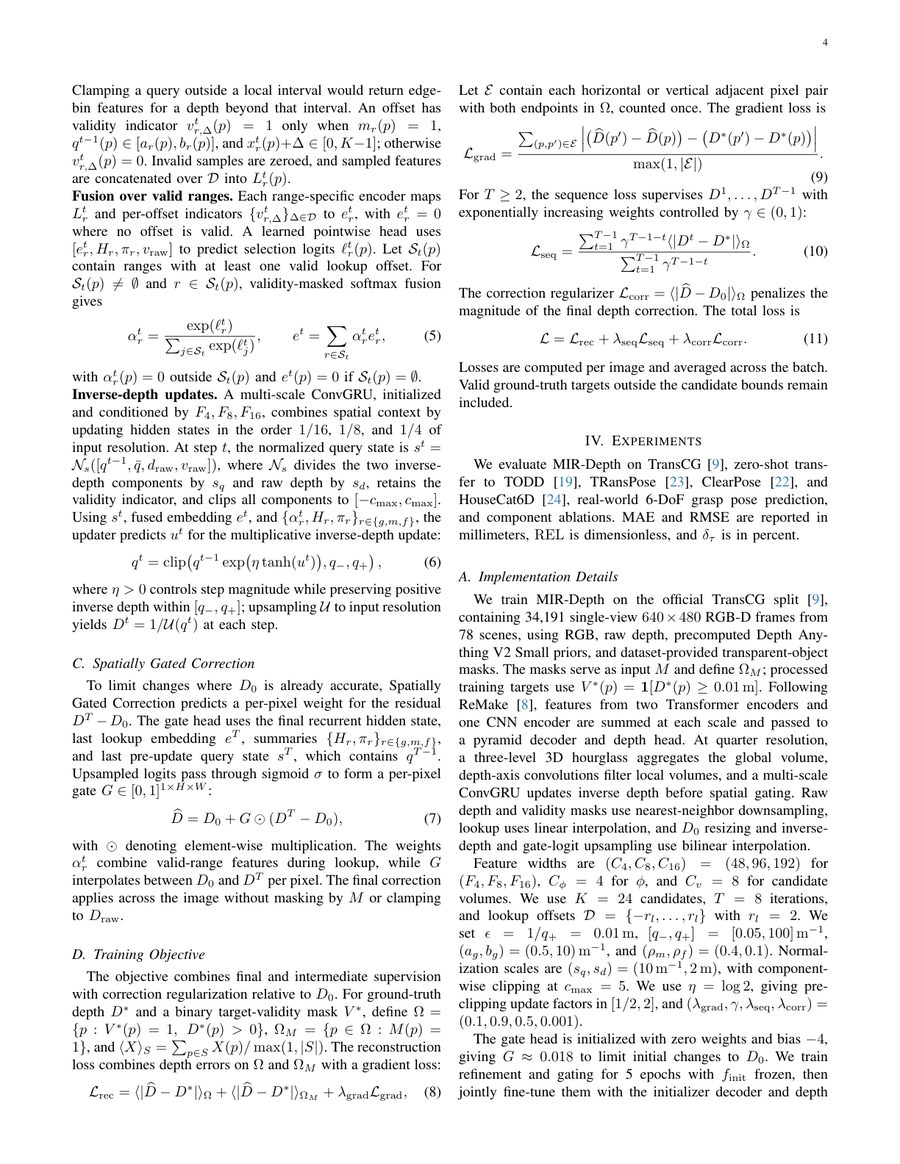 4
Clamping a query outside a local interval would return edge-
bin features for a depth beyond that interval. An offset has
validity indicator v^t_{r,Δ}(p) = 1 only when m_r(p) = 1,
q^{t−1}(p) ∈ [a_r(p), b_r(p)], and x^t_r(p)+Δ ∈ [0, K−1]; otherwise
v^t_{r,Δ}(p) = 0. Invalid samples are zeroed, and sampled features
are concatenated over D into L^t_r(p).
Fusion over valid ranges. Each range-specific encoder maps
L^t_r and per-offset indicators {v^t_{r,Δ}}_{Δ∈D} to e^t_r, with e^t_r = 0
where no offset is valid. A learned pointwise head uses
[e^t_r, H_r, π_r, v_raw] to predict selection logits ℓ^t_r(p). Let S_t(p)
contain ranges with at least one valid lookup offset. For
S_t(p) ≠ ∅ and r ∈ S_t(p), validity-masked softmax fusion
gives
α^t_r = exp(ℓ^t_r) / ∑_{j∈S_t} exp(ℓ^t_j), e^t = ∑_{r∈S_t} α^t_r e^t_r, (5)
with α^t_r(p) = 0 outside S_t(p) and e^t(p) = 0 if S_t(p) = ∅.
Inverse-depth updates. A multi-scale ConvGRU, initialized
and conditioned by F_4, F_8, F_16, combines spatial context by
updating hidden states in the order 1/16, 1/8, and 1/4 of
input resolution. At step t, the normalized query state is s^t =
N_s([q^{t−1}, q̄, d_raw, v_raw]), where N_s divides the two inverse-
depth components by s_q and raw depth by s_d, retains the
validity indicator, and clips all components to [−c_max, c_max].
Using s^t, fused embedding e^t, and {α^t_r, H_r, π_r}_{r∈{g,m,f}}, the
updater predicts u^t for the multiplicative inverse-depth update:
q^t = clip(q^{t−1} exp(η tanh(u^t)), q_−, q_+) , (6)
where η > 0 controls step magnitude while preserving positive
inverse depth within [q_−, q_+]; upsampling U to input resolution
yields D^t = 1/U(q^t) at each step.
C. Spatially Gated Correction
To limit changes where D_0 is already accurate, Spatially
Gated Correction predicts a per-pixel weight for the residual
D^T − D_0. The gate head uses the final recurrent hidden state,
last lookup embedding e^T, summaries {H_r, π_r}_{r∈{g,m,f}},
and last pre-update query state s^T, which contains q^{T−1}.
Upsampled logits pass through sigmoid σ to form a per-pixel
gate G ∈ [0, 1]^{1×H×W}:
D̂ = D_0 + G ⊙ (D^T − D_0), (7)
with ⊙ denoting element-wise multiplication. The weights
α^t_r combine valid-range features during lookup, while G
interpolates between D_0 and D^T per pixel. The final correction
applies across the image without masking by M or clamping
to D_raw.
D. Training Objective
The objective combines final and intermediate supervision
with correction regularization relative to D_0. For ground-truth
depth D* and a binary target-validity mask V*, define Ω =
{p : V*(p) = 1, D*(p) > 0}, Ω_M = {p ∈ Ω : M(p) =
1}, and ⟨X⟩_S = ∑_{p∈S} X(p)/ max(1, |S|). The reconstruction
loss combines depth errors on Ω and Ω_M with a gradient loss:
L_rec = ⟨|D̂ − D*|⟩_Ω + ⟨|D̂ − D*|⟩_{Ω_M} + λ_grad L_grad, (8)
Let E contain each horizontal or vertical adjacent pixel pair
with both endpoints in Ω, counted once. The gradient loss is
L_grad = ∑_{(p,p′)∈E} |(D̂(p′) − D̂(p)) − (D*(p′) − D*(p))| / max(1, |E|) .
(9)
For T ≥ 2, the sequence loss supervises D^1, . . . , D^{T−1} with
exponentially increasing weights controlled by γ ∈ (0, 1):
L_seq = ∑_{t=1}^{T−1} γ^{T−1−t}⟨|D^t − D*|⟩_Ω / ∑_{t=1}^{T−1} γ^{T−1−t} . (10)
The correction regularizer L_corr = ⟨|D̂ − D_0|⟩_Ω penalizes the
magnitude of the final depth correction. The total loss is
L = L_rec + λ_seq L_seq + λ_corr L_corr. (11)
Losses are computed per image and averaged across the batch.
Valid ground-truth targets outside the candidate bounds remain
included.
IV. EXPERIMENTS
We evaluate MIR-Depth on TransCG [9], zero-shot trans-
fer to TODD [19], TRansPose [23], ClearPose [22], and
HouseCat6D [24], real-world 6-DoF grasp pose prediction,
and component ablations. MAE and RMSE are reported in
millimeters, REL is dimensionless, and δ_τ is in percent.
A. Implementation Details
We train MIR-Depth on the official TransCG split [9],
containing 34,191 single-view 640 × 480 RGB-D frames from
78 scenes, using RGB, raw depth, precomputed Depth Any-
thing V2 Small priors, and dataset-provided transparent-object
masks. The masks serve as input M and define Ω_M; processed
training targets use V*(p) = 1[D*(p) ≥ 0.01 m]. Following
ReMake [8], features from two Transformer encoders and
one CNN encoder are summed at each scale and passed to
a pyramid decoder and depth head. At quarter resolution,
a three-level 3D hourglass aggregates the global volume,
depth-axis convolutions filter local volumes, and a multi-scale
ConvGRU updates inverse depth before spatial gating. Raw
depth and validity masks use nearest-neighbor downsampling,
lookup uses linear interpolation, and D_0 resizing and inverse-
depth and gate-logit upsampling use bilinear interpolation.
Feature widths are (C_4, C_8, C_16) = (48, 96, 192) for
(F_4, F_8, F_16), C_ϕ = 4 for ϕ, and C_v = 8 for candidate
volumes. We use K = 24 candidates, T = 8 iterations,
and lookup offsets D = {−r_l, . . . , r_l} with r_l = 2. We
set ϵ = 1/q_+ = 0.01 m, [q_−, q_+] = [0.05, 100] m^{−1},
(a_g, b_g) = (0.5, 10) m^{−1}, and (ρ_m, ρ_f) = (0.4, 0.1). Normal-
ization scales are (s_q, s_d) = (10 m^{−1}, 2 m), with component-
wise clipping at c_max = 5. We use η = log 2, giving pre-
clipping update factors in [1/2, 2], and (λ_grad, γ, λ_seq, λ_corr) =
(0.1, 0.9, 0.5, 0.001).
The gate head is initialized with zero weights and bias −4,
giving G ≈ 0.018 to limit initial changes to D_0. We train
refinement and gating for 5 epochs with f_init frozen, then
jointly fine-tune them with the initializer decoder and depth